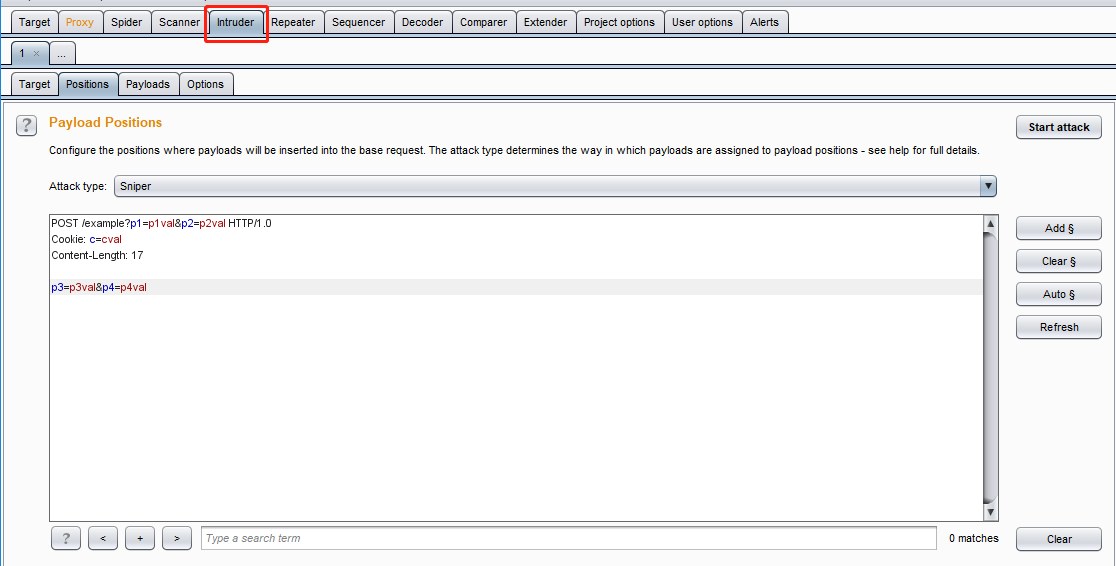 Target Proxy Spider Scanner Intruder Repeater Sequencer Decoder Comparer Extender Project options User options Alerts
1 × ...
Target Positions Payloads Options
? Payload Positions
Start attack
Configure the positions where payloads will be inserted into the base request. The attack type determines the way in which payloads are assigned to payload positions - see help for full details.
Attack type: Sniper
POST /example?p1=p1val&p2=p2val HTTP/1.0
Cookie: c=cval
Content-Length: 17
p3=p3val&p4=p4val
Add §
Clear §
Auto §
Refresh
? < + > Type a search term 0 matches Clear